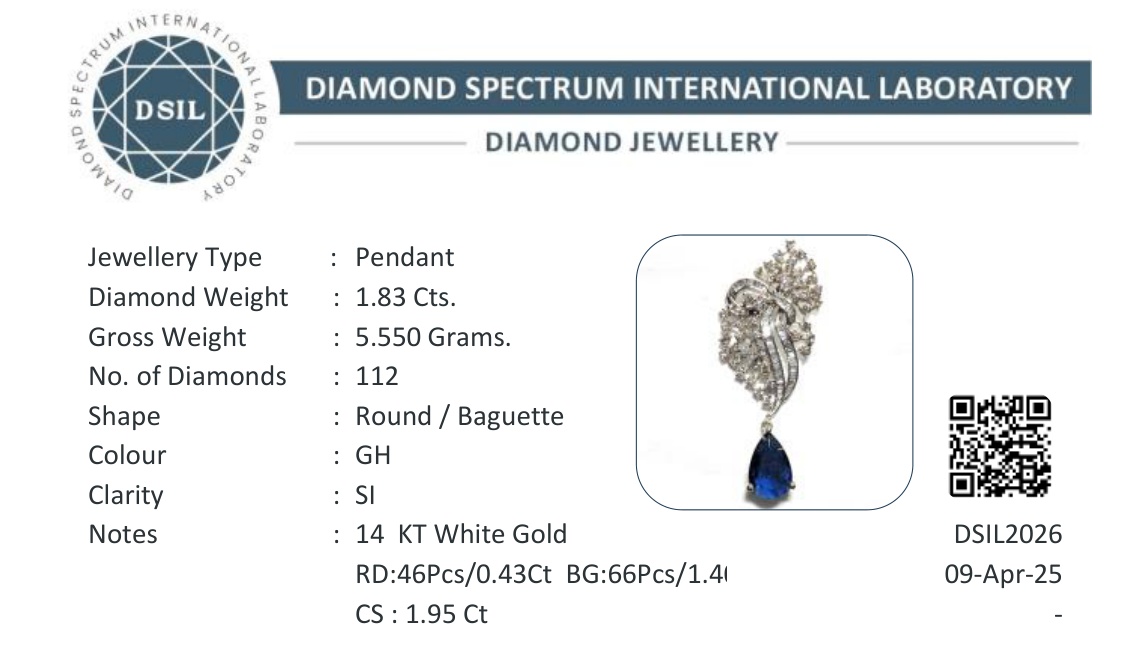 DIAMOND SPECTRUM INTERNATIONAL LABORATORY
DSIL
DIAMOND SPECTRUM INTERNATIONAL LABORATORY
DIAMOND JEWELLERY
Jewellery Type : Pendant
Diamond Weight : 1.83 Cts.
Gross Weight : 5.550 Grams.
No. of Diamonds : 112
Shape : Round / Baguette
Colour : GH
Clarity : SI
Notes : 14 KT White Gold
DSIL2026
RD:46Pcs/0.43Ct BG:66Pcs/1.4
09-Apr-25
CS : 1.95 Ct
-